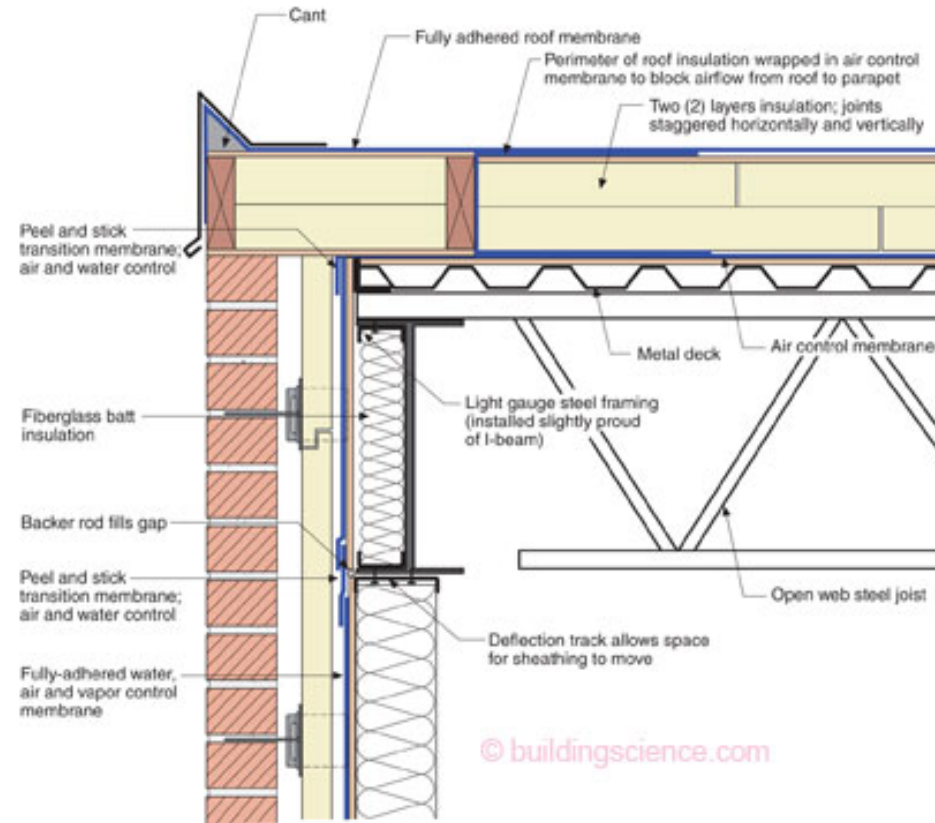 Cant
Fully adhered roof membrane
Perimeter of roof insulation wrapped in air control
membrane to block airflow from roof to parapet
Two (2) layers insulation; joints
staggered horizontally and vertically
Peel and stick
transition membrane;
air and water control
Metal deck
Air control membrane
Fiberglass batt
insulation
Light gauge steel framing
(installed slightly proud
of I-beam)
Backer rod fills gap
Peel and stick
transition membrane;
air and water control
Open web steel joist
Deflection track allows space
for sheathing to move
Fully-adhered water,
air and vapor control
membrane
© buildingscience.com